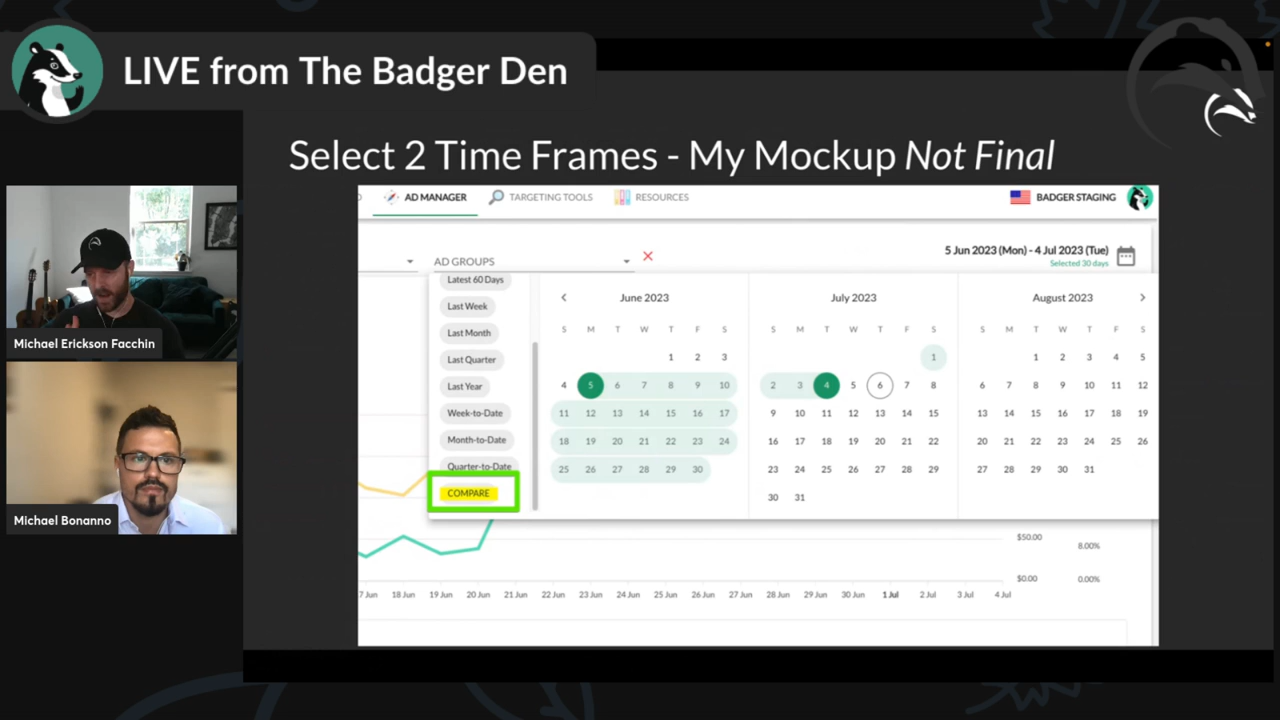 LIVE from The Badger Den
Select 2 Time Frames - My Mockup Not Final
AD MANAGER TARGETING TOOLS RESOURCES BADGER STAGING
AD GROUPS
5 Jun 2023 (Mon) - 4 Jul 2023 (Tue)
Selected 30 days
Latest 60 Days
Last Week
Last Month
Last Quarter
Last Year
Week-to-Date
Month-to-Date
Quarter-to-Date
COMPARE
June 2023
S M T W T F S
1 2 3
4 5 6 7 8 9 10
11 12 13 14 15 16 17
18 19 20 21 22 23 24
25 26 27 28 29 30
July 2023
S M T W T F S
1
2 3 4 5 6 7 8
9 10 11 12 13 14 15
16 17 18 19 20 21 22
23 24 25 26 27 28 29
30 31
August 2023
S M T W T F S
1 2 3 4 5
6 7 8 9 10 11 12
13 14 15 16 17 18 19
20 21 22 23 24 25 26
27 28 29 30 31
$50.00
8.00%
$0.00
0.00%
7 Jun 18 Jun 19 Jun 20 Jun 21 Jun 22 Jun 23 Jun 24 Jun 25 Jun 26 Jun 27 Jun 28 Jun 29 Jun 30 Jun 1 Jul 2 Jul 3 Jul 4 Jul
Michael Erickson Facchin
Michael Bonanno